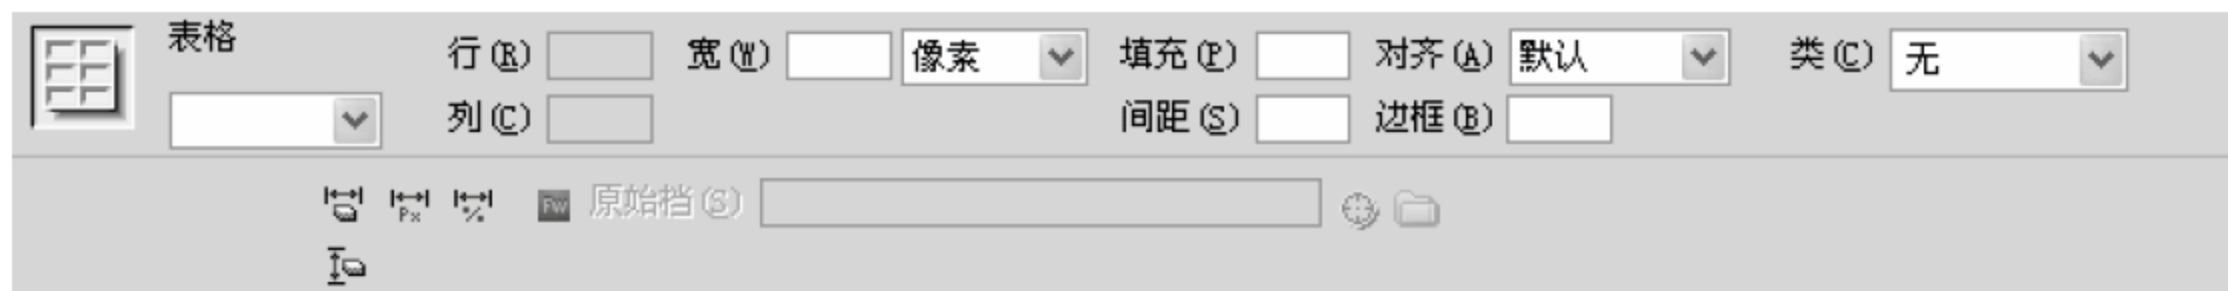 表格 行(R) 宽(W) 像素 填充(P) 对齐(A) 默认 类(C) 无
列(C) 间距(S) 边框(B)
Px % Fw 原始档(S)